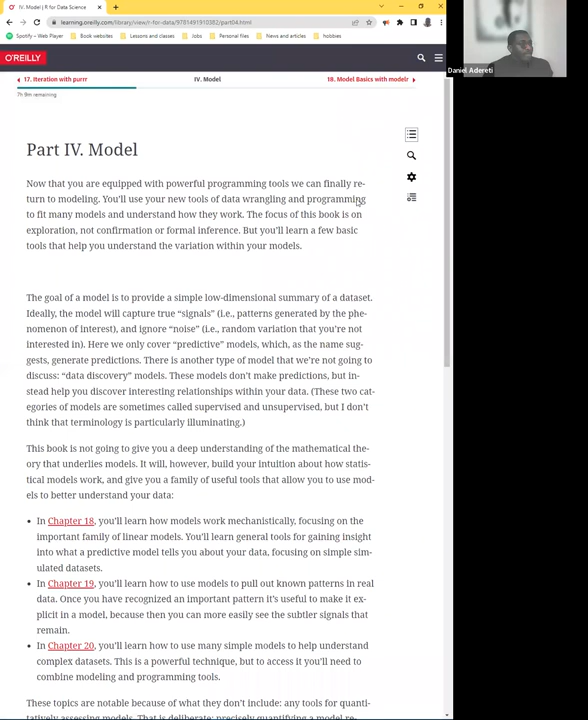 IV. Model | R for Data Science
learning.oreilly.com/library/view/r-for-data/9781491910382/part04.html
Spotify – Web Player
Book websites
Lessons and classes
Jobs
Personal files
News and articles
hobbies
O'REILLY
17. Iteration with purrr
IV. Model
18. Model Basics with modelr
7h 9m remaining
Daniel Adereti
Part IV. Model
Now that you are equipped with powerful programming tools we can finally re-
turn to modeling. You'll use your new tools of data wrangling and programming
to fit many models and understand how they work. The focus of this book is on
exploration, not confirmation or formal inference. But you'll learn a few basic
tools that help you understand the variation within your models.
The goal of a model is to provide a simple low-dimensional summary of a dataset.
Ideally, the model will capture true “signals” (i.e., patterns generated by the phe-
nomenon of interest), and ignore “noise” (i.e., random variation that you're not
interested in). Here we only cover “predictive” models, which, as the name sug-
gests, generate predictions. There is another type of model that we're not going to
discuss: “data discovery” models. These models don't make predictions, but in-
stead help you discover interesting relationships within your data. (These two cat-
egories of models are sometimes called supervised and unsupervised, but I don't
think that terminology is particularly illuminating.)
This book is not going to give you a deep understanding of the mathematical the-
ory that underlies models. It will, however, build your intuition about how statis-
tical models work, and give you a family of useful tools that allow you to use mod-
els to better understand your data:
• In Chapter 18, you'll learn how models work mechanistically, focusing on the
important family of linear models. You'll learn general tools for gaining insight
into what a predictive model tells you about your data, focusing on simple sim-
ulated datasets.
• In Chapter 19, you'll learn how to use models to pull out known patterns in real
data. Once you have recognized an important pattern it's useful to make it ex-
plicit in a model, because then you can more easily see the subtler signals that
remain.
• In Chapter 20, you'll learn how to use many simple models to help understand
complex datasets. This is a powerful technique, but to access it you'll need to
combine modeling and programming tools.
These topics are notable because of what they don't include: any tools for quanti-
tatively assessing models. That is deliberate: precisely quantifying a model re-